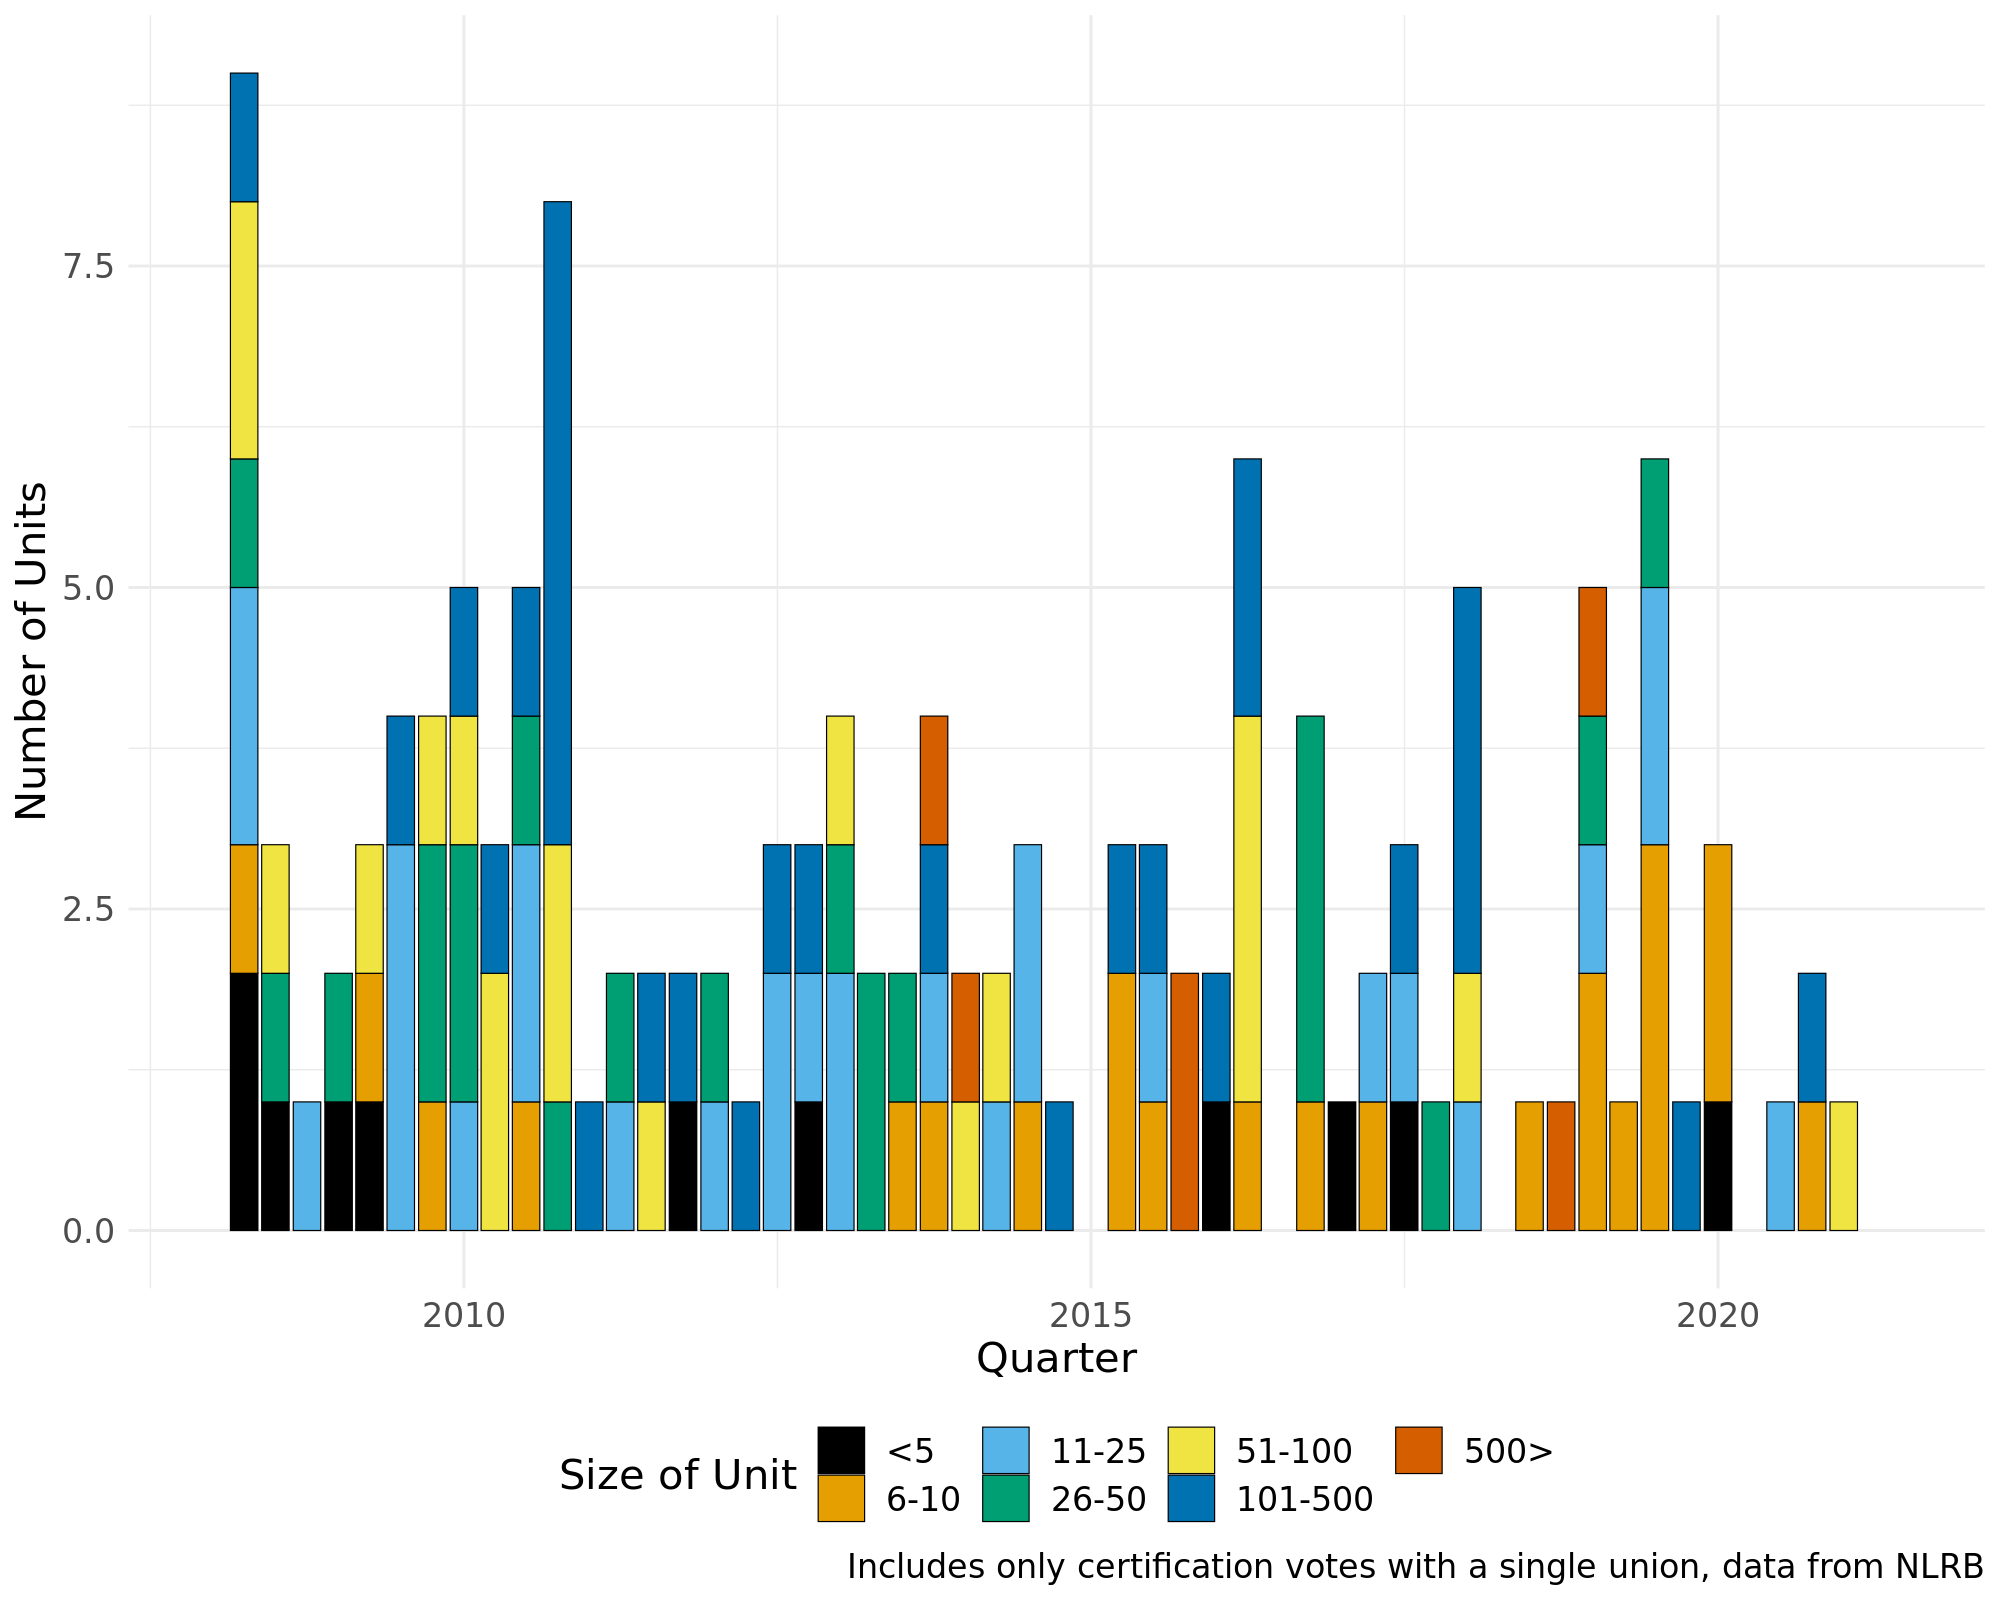 7.5
5.0
2.5
0.0
Number of Units
2010 2015 2020
Quarter
Size of Unit
<5 11-25 51-100 500>
6-10 26-50 101-500
Includes only certification votes with a single union, data from NLRB